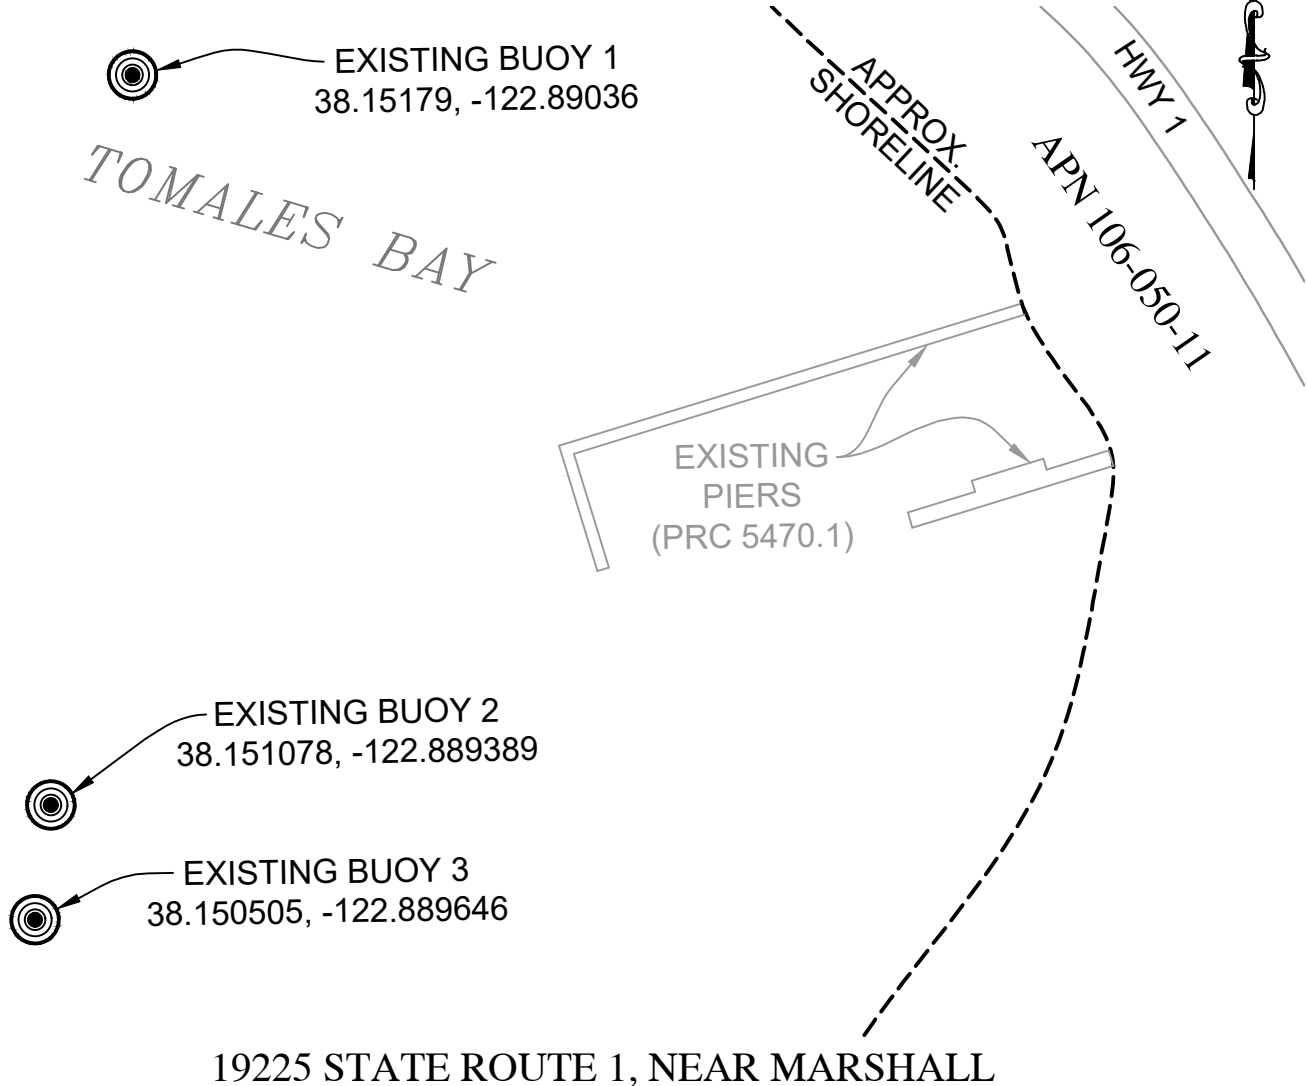 EXISTING BUOY 1
38.15179, -122.89036
APPROX.
SHORELINE
HWY 1
APN 106-050-11
TOMALES BAY
EXISTING
PIERS
(PRC 5470.1)
EXISTING BUOY 2
38.151078, -122.889389
EXISTING BUOY 3
38.150505, -122.889646
19225 STATE ROUTE 1, NEAR MARSHALL